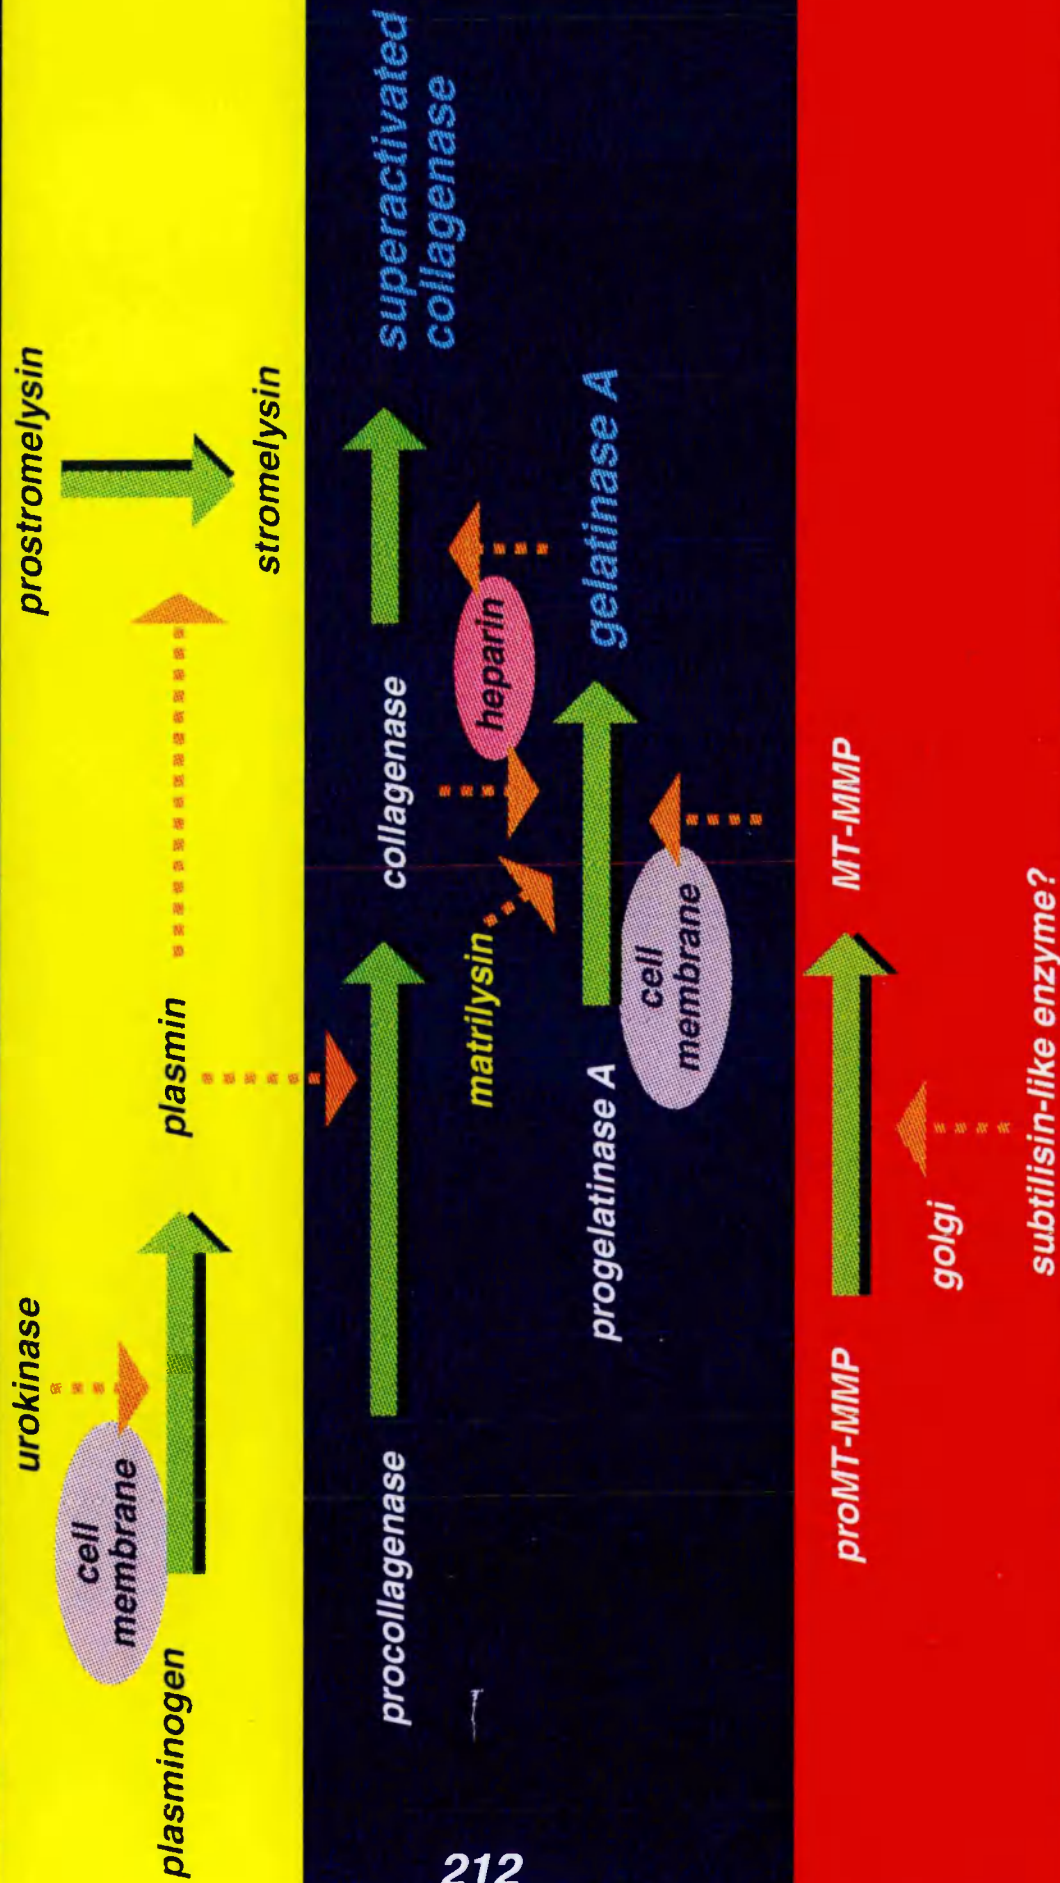 urokinase
prostromelysin
cell
membrane
plasminogen
plasmin
stromelysin
procollagenase
collagenase
superactivated
collagenase
matrilysin
heparin
progelatinase A
gelatinase A
cell
membrane
proMT-MMP
MT-MMP
golgi
subtilisin-like enzyme?
212